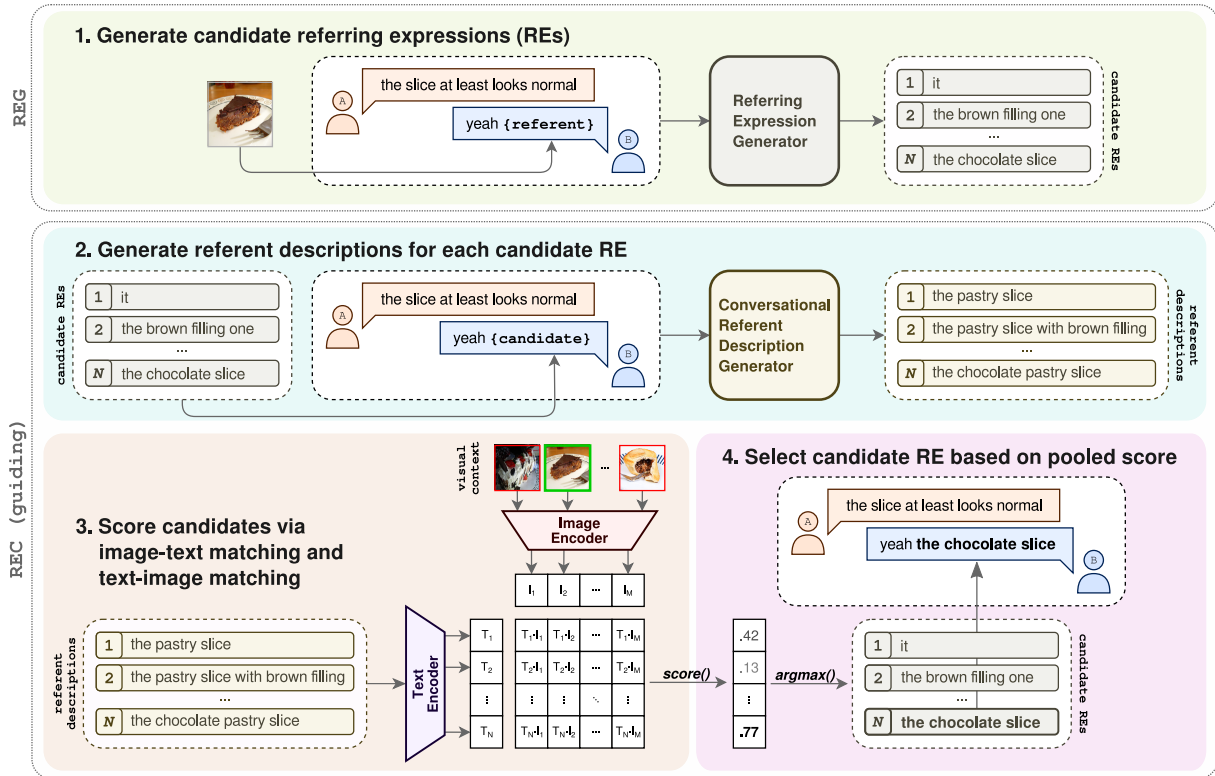 REG
1. Generate candidate referring expressions (REs)
A
the slice at least looks normal
yeah {referent}
B
Referring
Expression
Generator
1 it
2 the brown filling one
...
N the chocolate slice
candidate REs
REC (guiding)
2. Generate referent descriptions for each candidate RE
candidate REs
1 it
2 the brown filling one
...
N the chocolate slice
A
the slice at least looks normal
yeah {candidate}
B
Conversational
Referent
Description
Generator
1 the pastry slice
2 the pastry slice with brown filling
...
N the chocolate pastry slice
referent
descriptions
3. Score candidates via
image-text matching and
text-image matching
visual
context
...
Image
Encoder
I1 I2 ... IM
referent
descriptions
1 the pastry slice
2 the pastry slice with brown filling
...
N the chocolate pastry slice
Text
Encoder
T1 T1·I1 T1·I2 ... T1·IM
T2 T2·I1 T2·I2 ... T2·IM
⋮ ⋮ ⋮ ⋱ ⋮
TN TN·I1 TN·I2 ... TN·IM
score()
.42
.13
⋮
.77
argmax()
4. Select candidate RE based on pooled score
A
the slice at least looks normal
yeah the chocolate slice
B
1 it
2 the brown filling one
...
N the chocolate slice
candidate REs